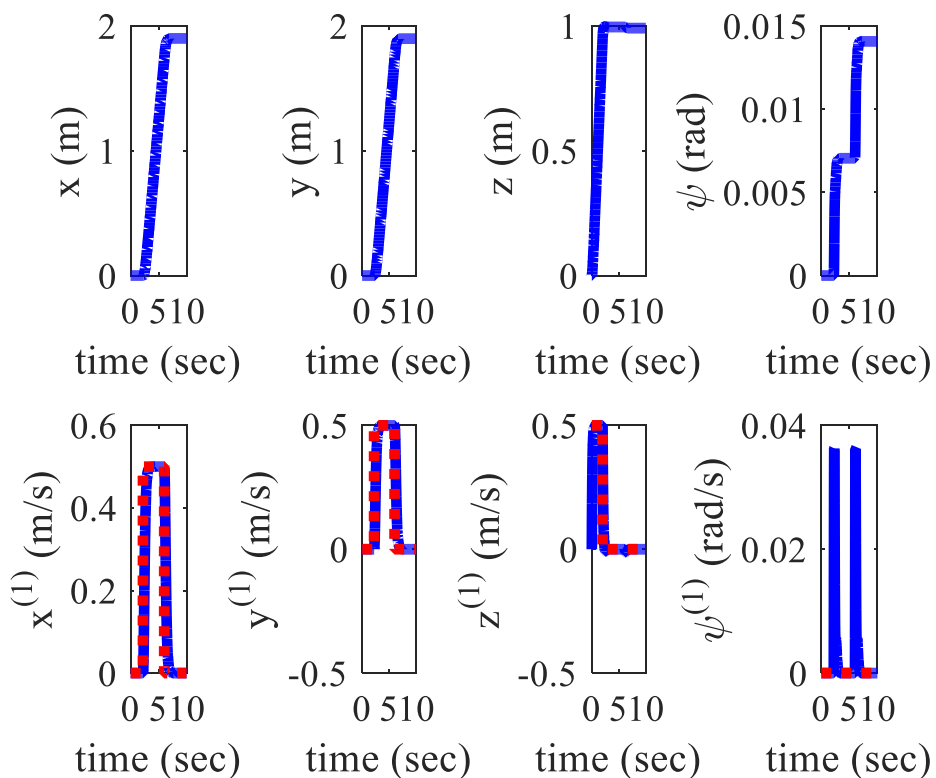 2
1
0
x (m)
0 510
time (sec)
2
1
0
y (m)
0 510
time (sec)
1
0.5
0
z (m)
0 510
time (sec)
0.015
0.01
0.005
0
ψ (rad)
0 510
time (sec)
0.6
0.4
0.2
0
x^(1) (m/s)
0 510
time (sec)
0.5
0
-0.5
y^(1) (m/s)
0 510
time (sec)
0.5
0
-0.5
z^(1) (m/s)
0 510
time (sec)
0.04
0.02
0
ψ^(1) (rad/s)
0 510
time (sec)